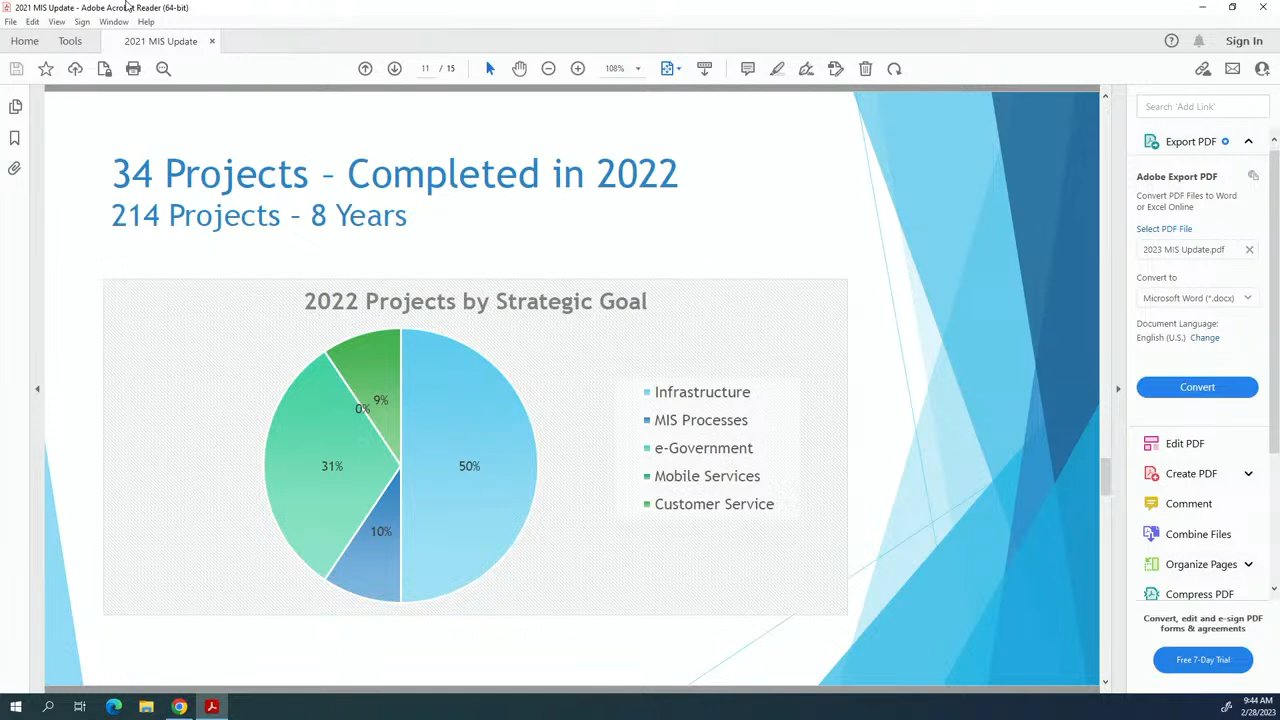 2021 MIS Update - Adobe Acrobat Reader (64-bit)
File Edit View Sign Window Help
Home Tools 2021 MIS Update × Sign In
11 / 15 108%
Search 'Add Link'
34 Projects – Completed in 2022
214 Projects – 8 Years
2022 Projects by Strategic Goal
9%
0%
31%
50%
10%
Infrastructure
MIS Processes
e-Government
Mobile Services
Customer Service
Export PDF
Adobe Export PDF
Convert PDF Files to Word
or Excel Online
Select PDF File
2023 MIS Update.pdf
Convert to
Microsoft Word (*.docx)
Document Language:
English (U.S.) Change
Convert
Edit PDF
Create PDF
Comment
Combine Files
Organize Pages
Compress PDF
Convert, edit and e-sign PDF
forms & agreements
Free 7-Day Trial
9:44 AM
2/28/2023